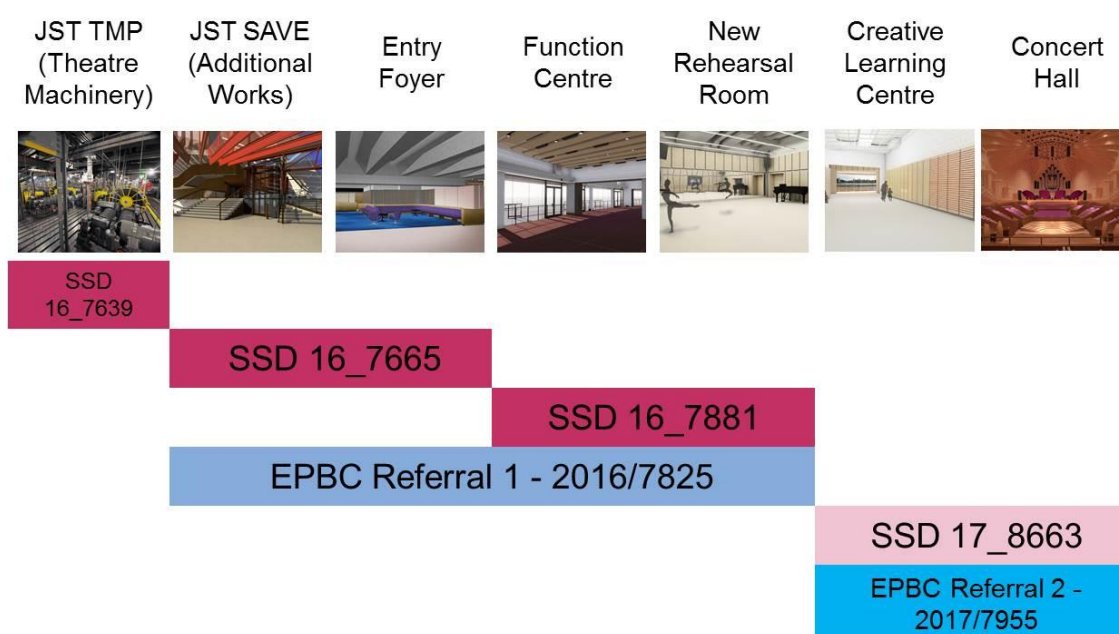 JST TMP
(Theatre
Machinery)
JST SAVE
(Additional
Works)
Entry
Foyer
Function
Centre
New
Rehearsal
Room
Creative
Learning
Centre
Concert
Hall
SSD
16_7639
SSD 16_7665
SSD 16_7881
EPBC Referral 1 - 2016/7825
SSD 17_8663
EPBC Referral 2 -
2017/7955